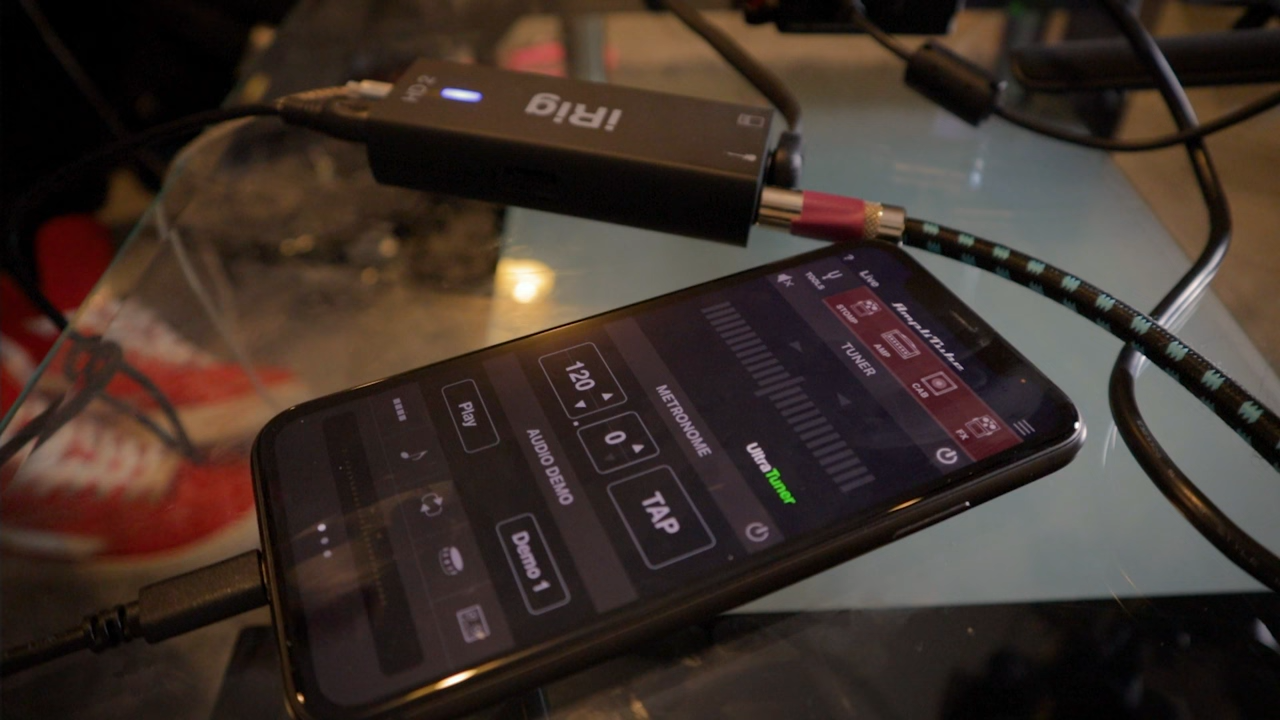 HD 2
iRig
Live
AmpliTube
?
TOOLS
STOMP
AMP
CAB
FX
TUNER
UltraTuner
METRONOME
120
0
TAP
AUDIO DEMO
Play
Demo 1